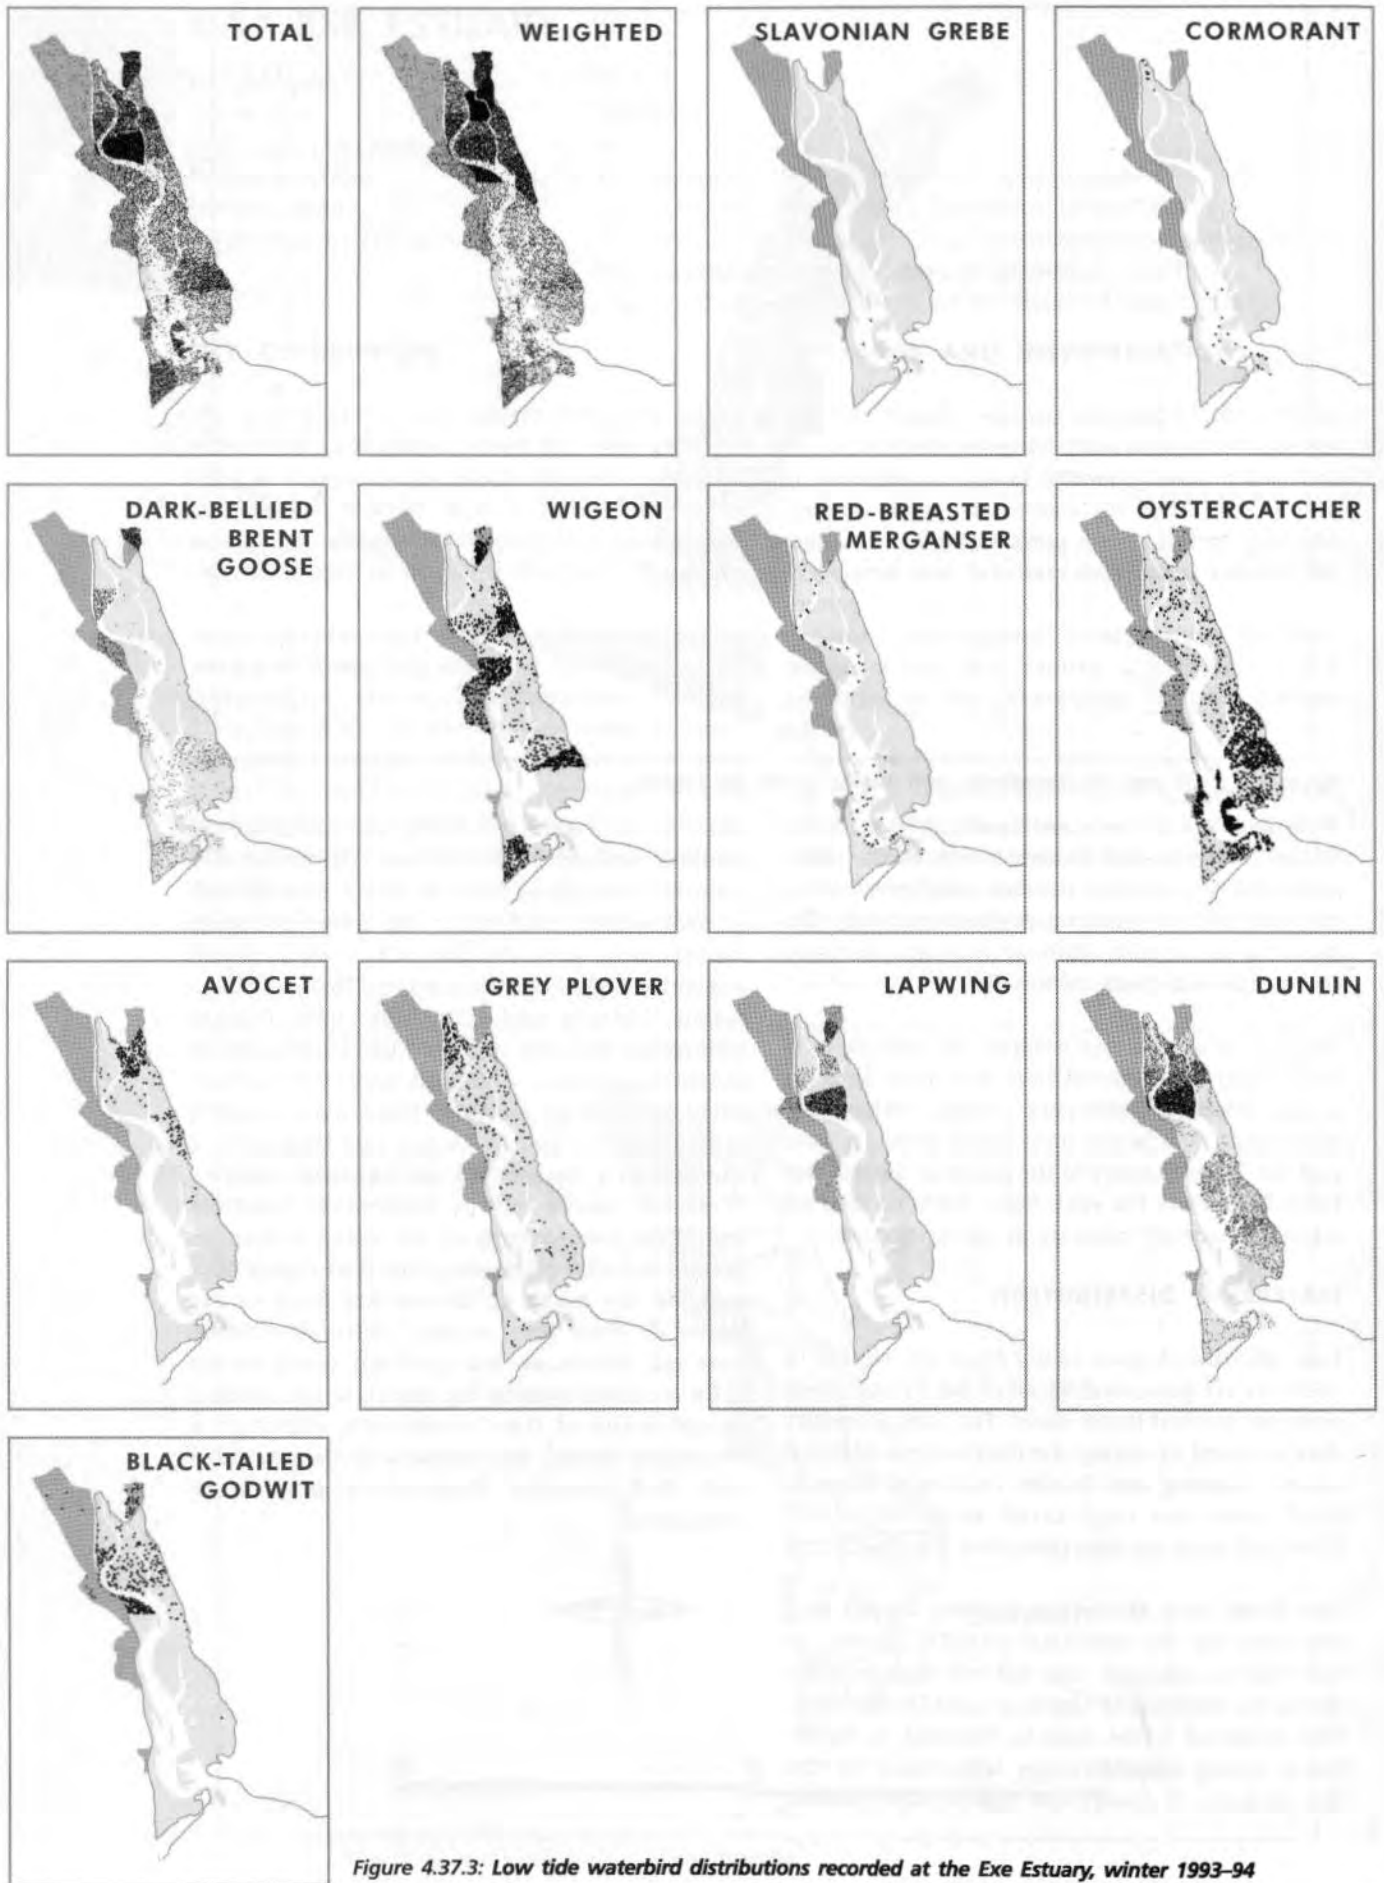 TOTAL
WEIGHTED
SLAVONIAN GREBE
CORMORANT
DARK-BELLIED
BRENT
GOOSE
WIGEON
RED-BREASTED
MERGANSER
OYSTERCATCHER
AVOCET
GREY PLOVER
LAPWING
DUNLIN
BLACK-TAILED
GODWIT
Figure 4.37.3: Low tide waterbird distributions recorded at the Exe Estuary, winter 1993–94